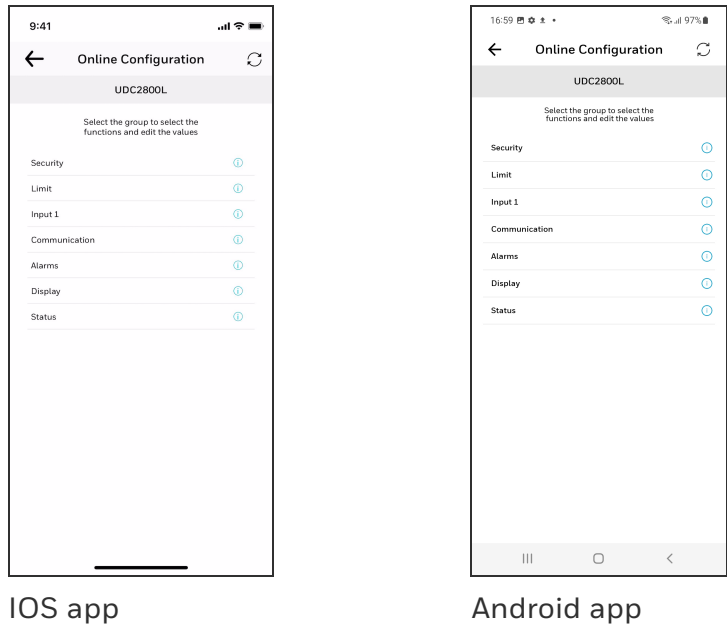 9:41
Online Configuration
UDC2800L
Select the group to select the
functions and edit the values
Security
Limit
Input 1
Communication
Alarms
Display
Status
IOS app
16:59
97%
Online Configuration
UDC2800L
Select the group to select the
functions and edit the values
Security
Limit
Input 1
Communication
Alarms
Display
Status
Android app